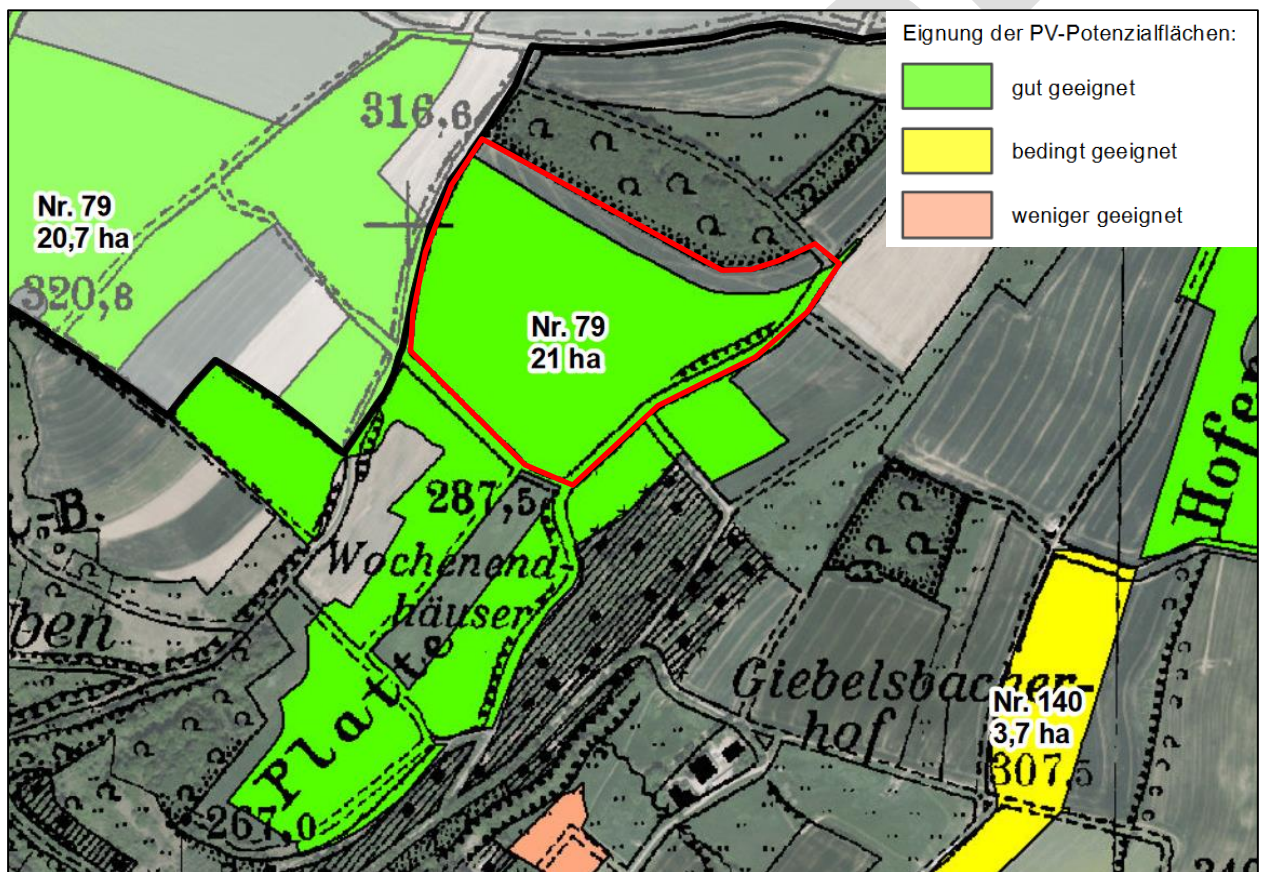 Eignung der PV-Potenzialflächen:
gut geeignet
bedingt geeignet
weniger geeignet
316,6
Nr. 79
20,7 ha
320,8
Nr. 79
21 ha
Hofen
287,5
-B.
Wochenend-
häuser
ben
Platte
Giebelsbacher-
hof
Nr. 140
3,7 ha
307,5
267,0